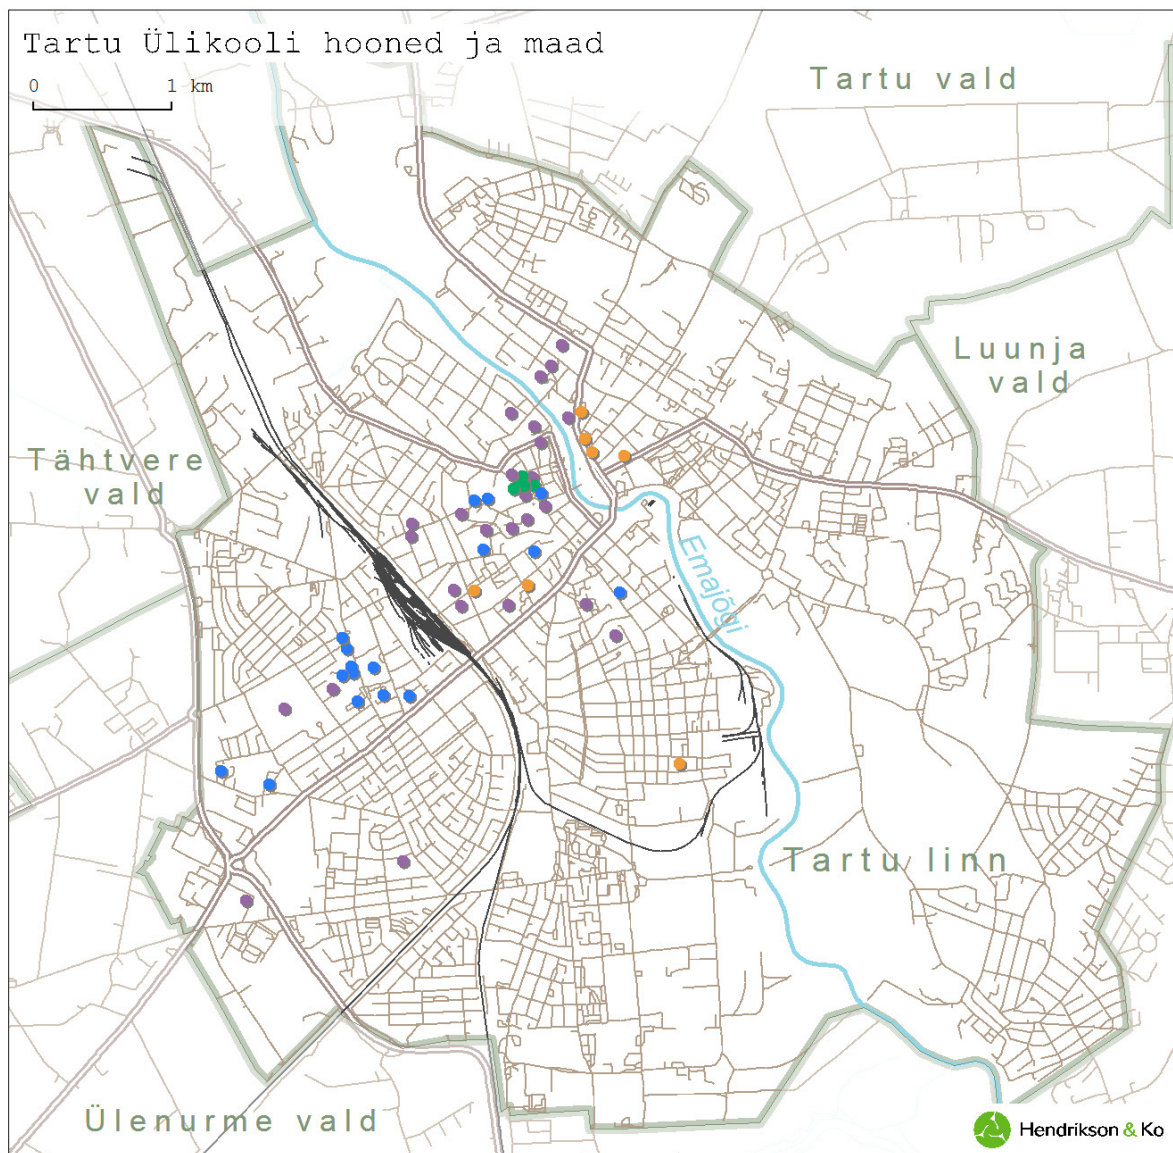 Tartu Ülikooli hooned ja maad
0 1 km
Tartu vald
Luunja
vald
Tähtvere
vald
Emajõgi
Tartu linn
Ülenurme vald
Hendrikson & Ko